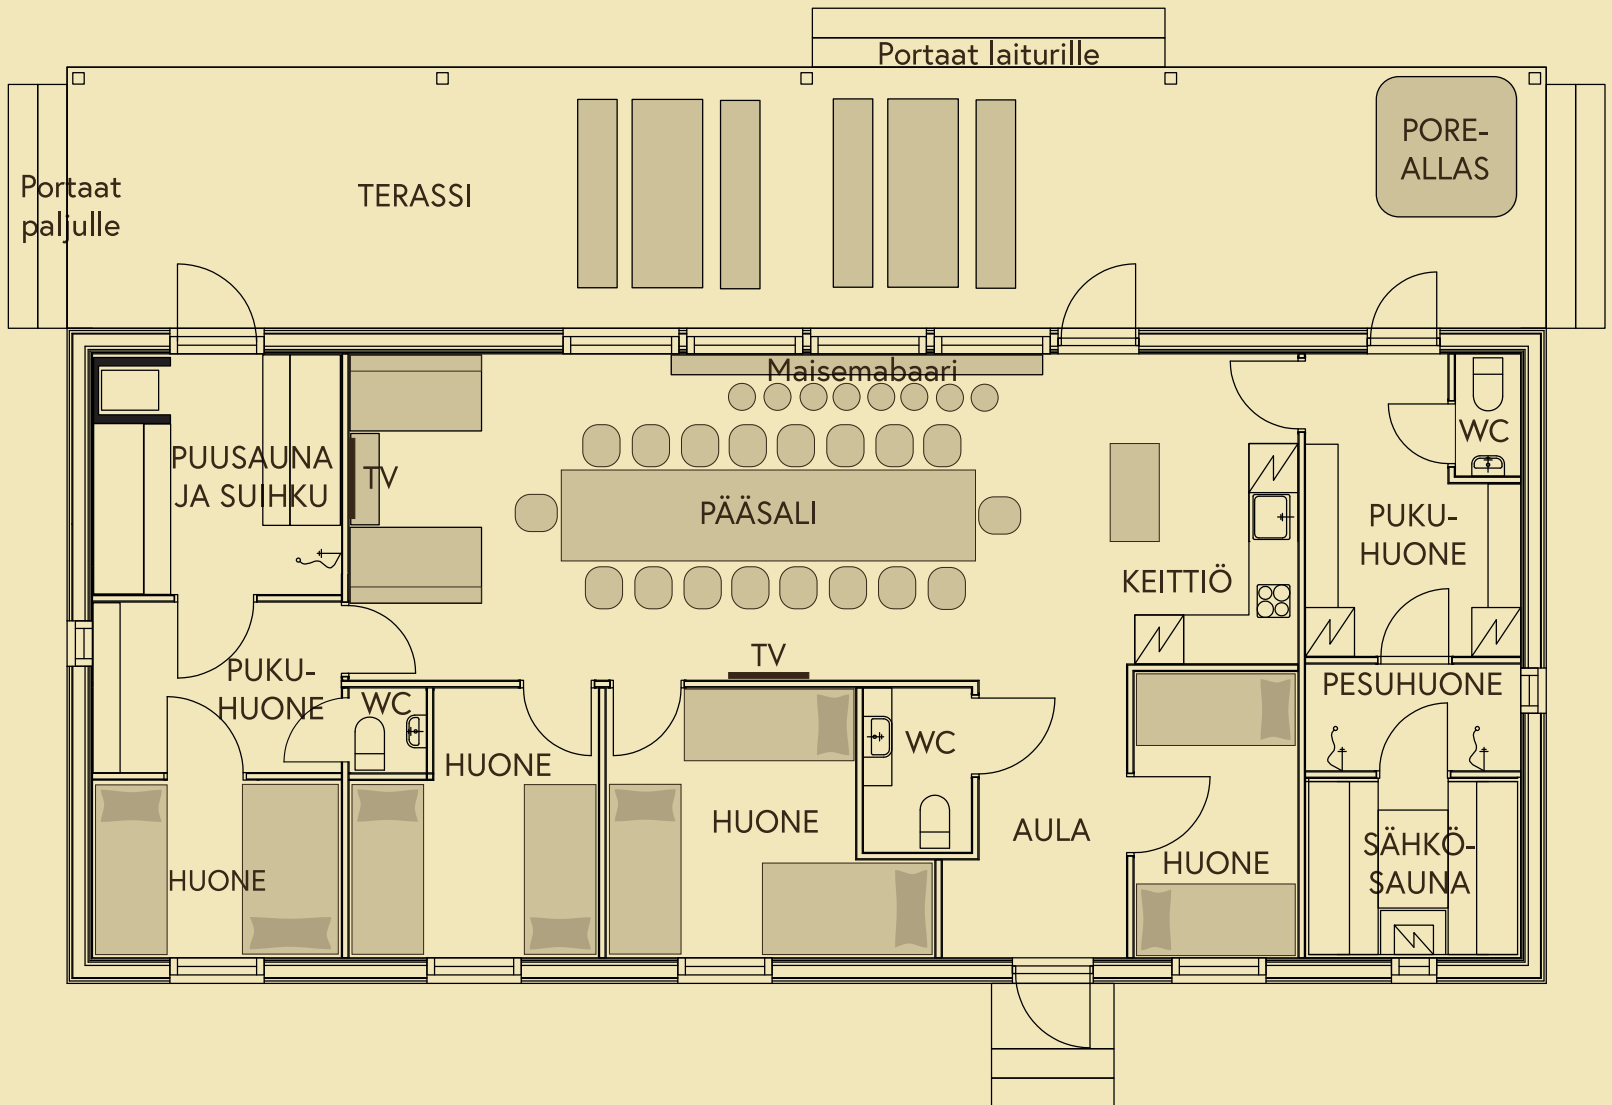 Portaat laiturille
PORE-
ALLAS
Portaat
paljulle
TERASSI
Maisemabaari
WC
PUUSAUNA
JA SUIHKU
TV
PÄÄSALI
PUKU-
HUONE
KEITTIÖ
TV
PUKU-
HUONE
WC
PESUHUONE
HUONE
WC
HUONE
AULA
HUONE
HUONE
SÄHKÖ-
SAUNA